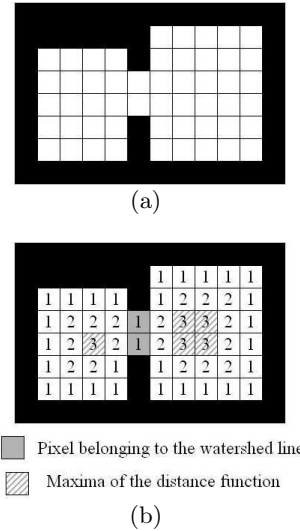 (a)
1 1 1 1 1
1 1 1 1 1 2 2 2 1
1 2 2 2 1 2 3 3 2 1
1 2 3 2 1 2 3 3 2 1
1 2 2 1 1 2 2 2 1
1 1 1 1 1 1 1 1 1
Pixel belonging to the watershed line
Maxima of the distance function
(b)